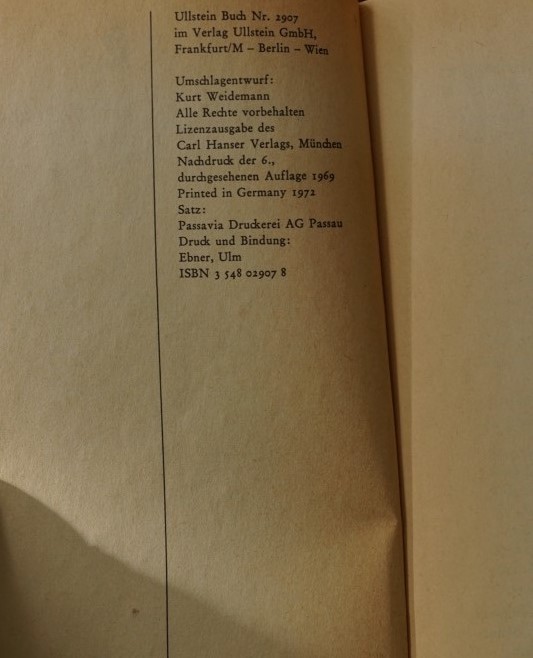 Ullstein Buch Nr. 2907
im Verlag Ullstein GmbH,
Frankfurt/M – Berlin – Wien
Umschlagentwurf:
Kurt Weidemann
Alle Rechte vorbehalten
Lizenzausgabe des
Carl Hanser Verlags, München
Nachdruck der 6.,
durchgesehenen Auflage 1969
Printed in Germany 1972
Satz:
Passavia Druckerei AG Passau
Druck und Bindung:
Ebner, Ulm
ISBN 3 548 02907 8